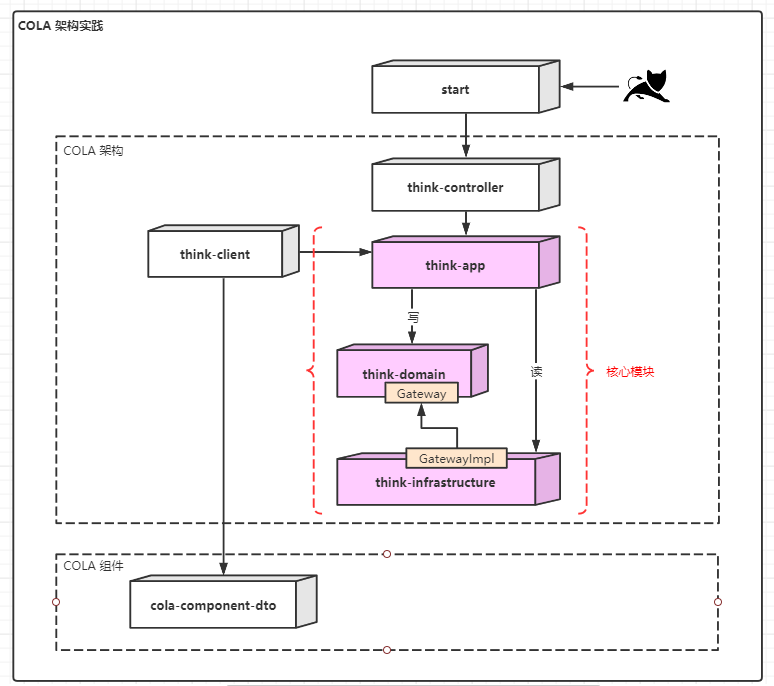 COLA 架构实践
start
COLA 架构
think-controller
think-client
think-app
写
think-domain
读
核心模块
Gateway
GatewayImpl
think-infrastructure
COLA 组件
cola-component-dto